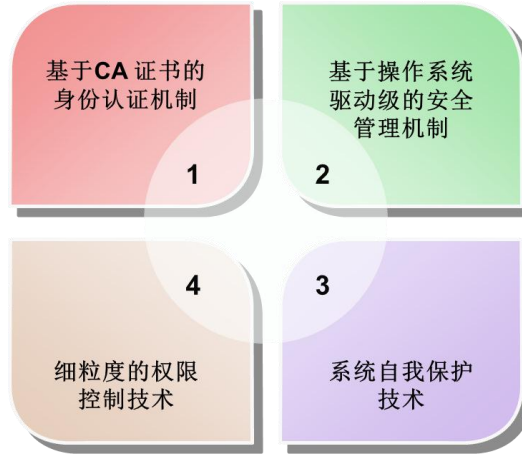 基于CA 证书的
身份认证机制
1
基于操作系统
驱动级的安全
管理机制
2
4
细粒度的权限
控制技术
3
系统自我保护
技术